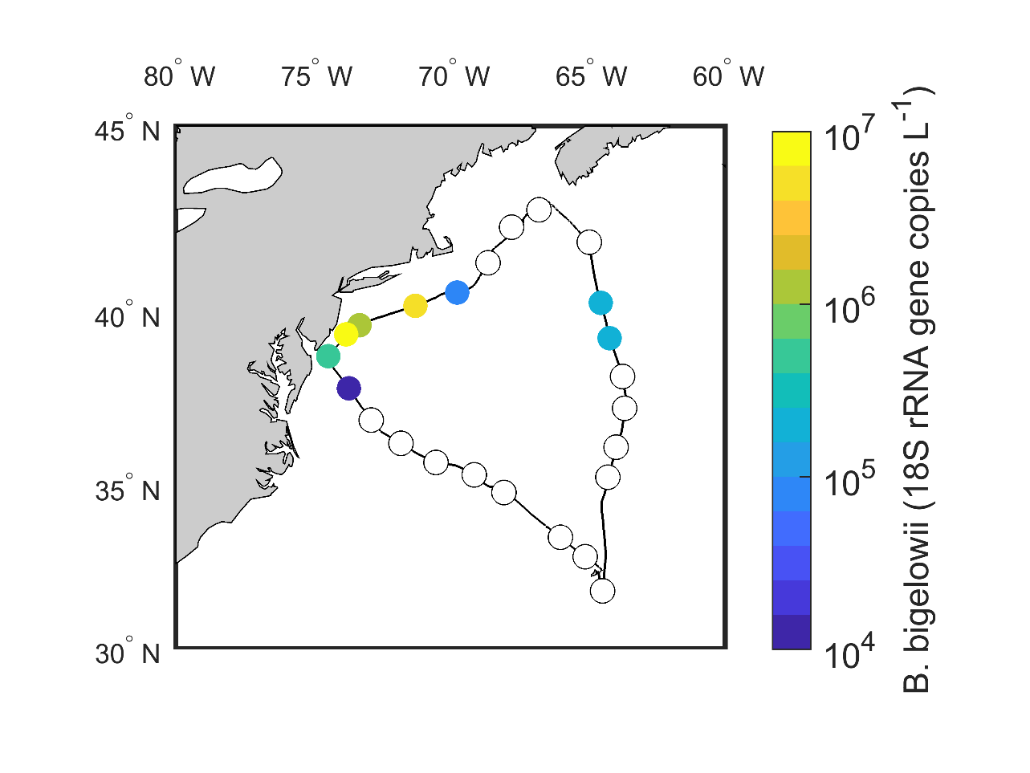 80° W 75° W 70° W 65° W 60° W
45° N
40° N
35° N
30° N
10^7
10^6
10^5
10^4
B. bigelowii (18S rRNA gene copies L^-1)